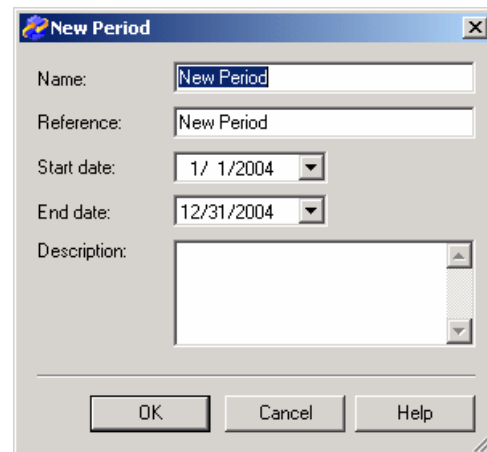 New Period
Name: New Period
Reference: New Period
Start date: 1/ 1/2004
End date: 12/31/2004
Description:
OK Cancel Help